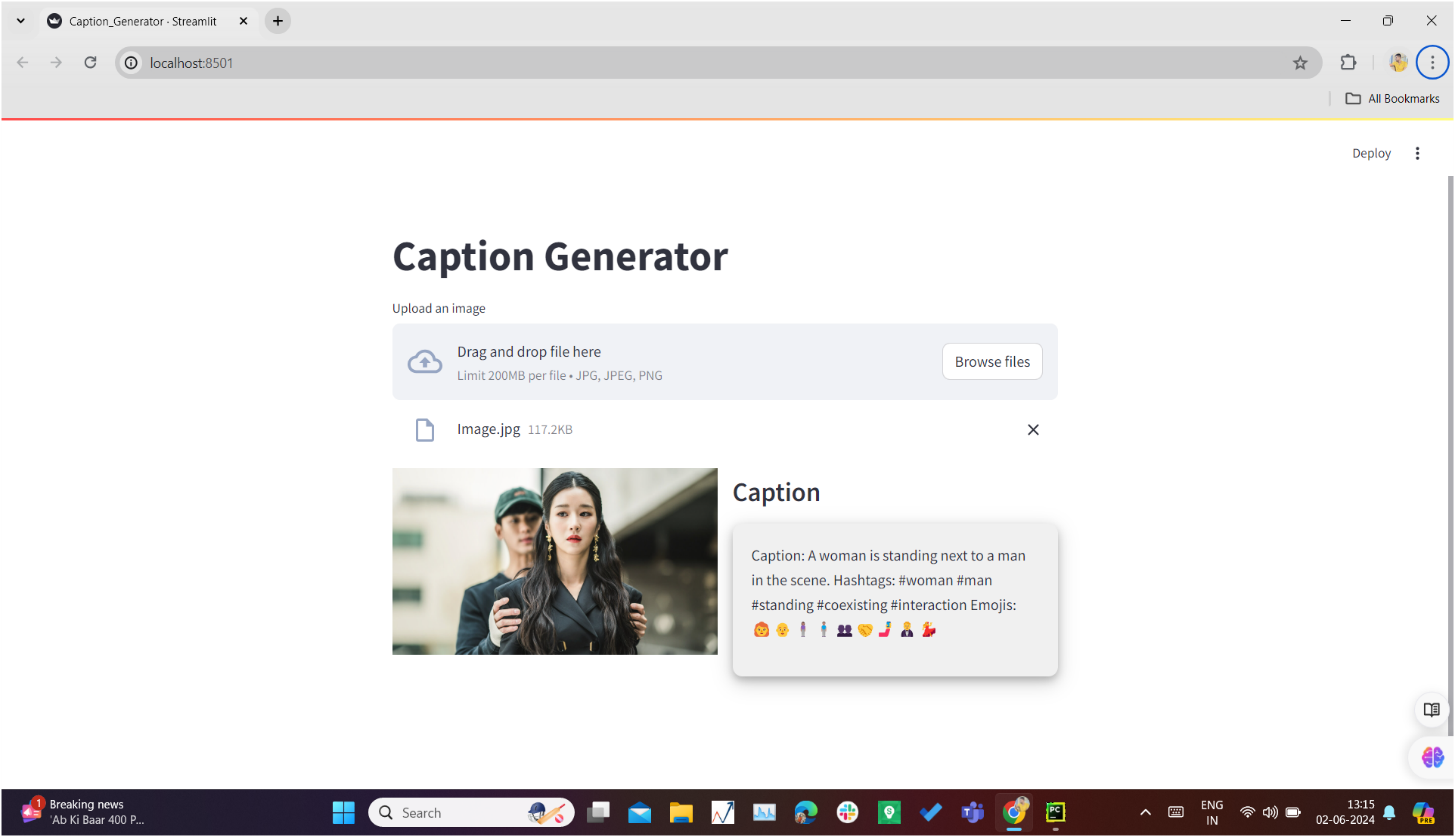 Caption_Generator · Streamlit
localhost:8501
All Bookmarks
Deploy
Caption Generator
Upload an image
Drag and drop file here
Limit 200MB per file • JPG, JPEG, PNG
Browse files
Image.jpg 117.2KB
Caption
Caption: A woman is standing next to a man
in the scene. Hashtags: #woman #man
#standing #coexisting #interaction Emojis:
1
Breaking news
'Ab Ki Baar 400 P...
Search
PC
ENG
IN
13:15
02-06-2024
PRE